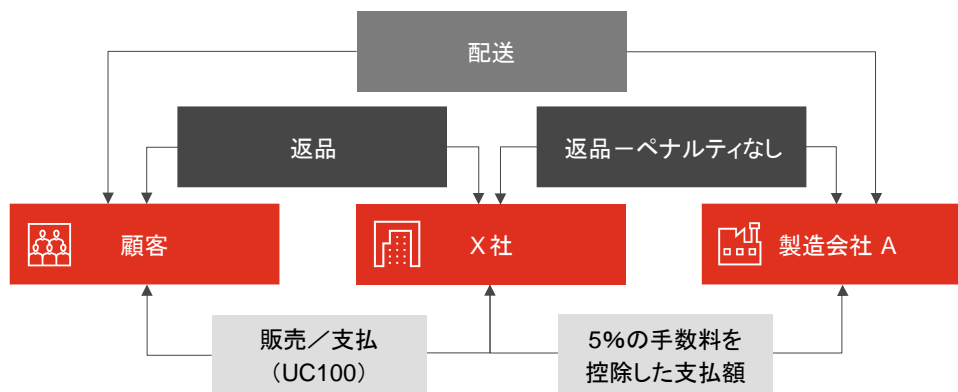 配送
返品
返品－ペナルティなし
顧客
X社
製造会社 A
販売／支払
（UC100）
5%の手数料を
控除した支払額